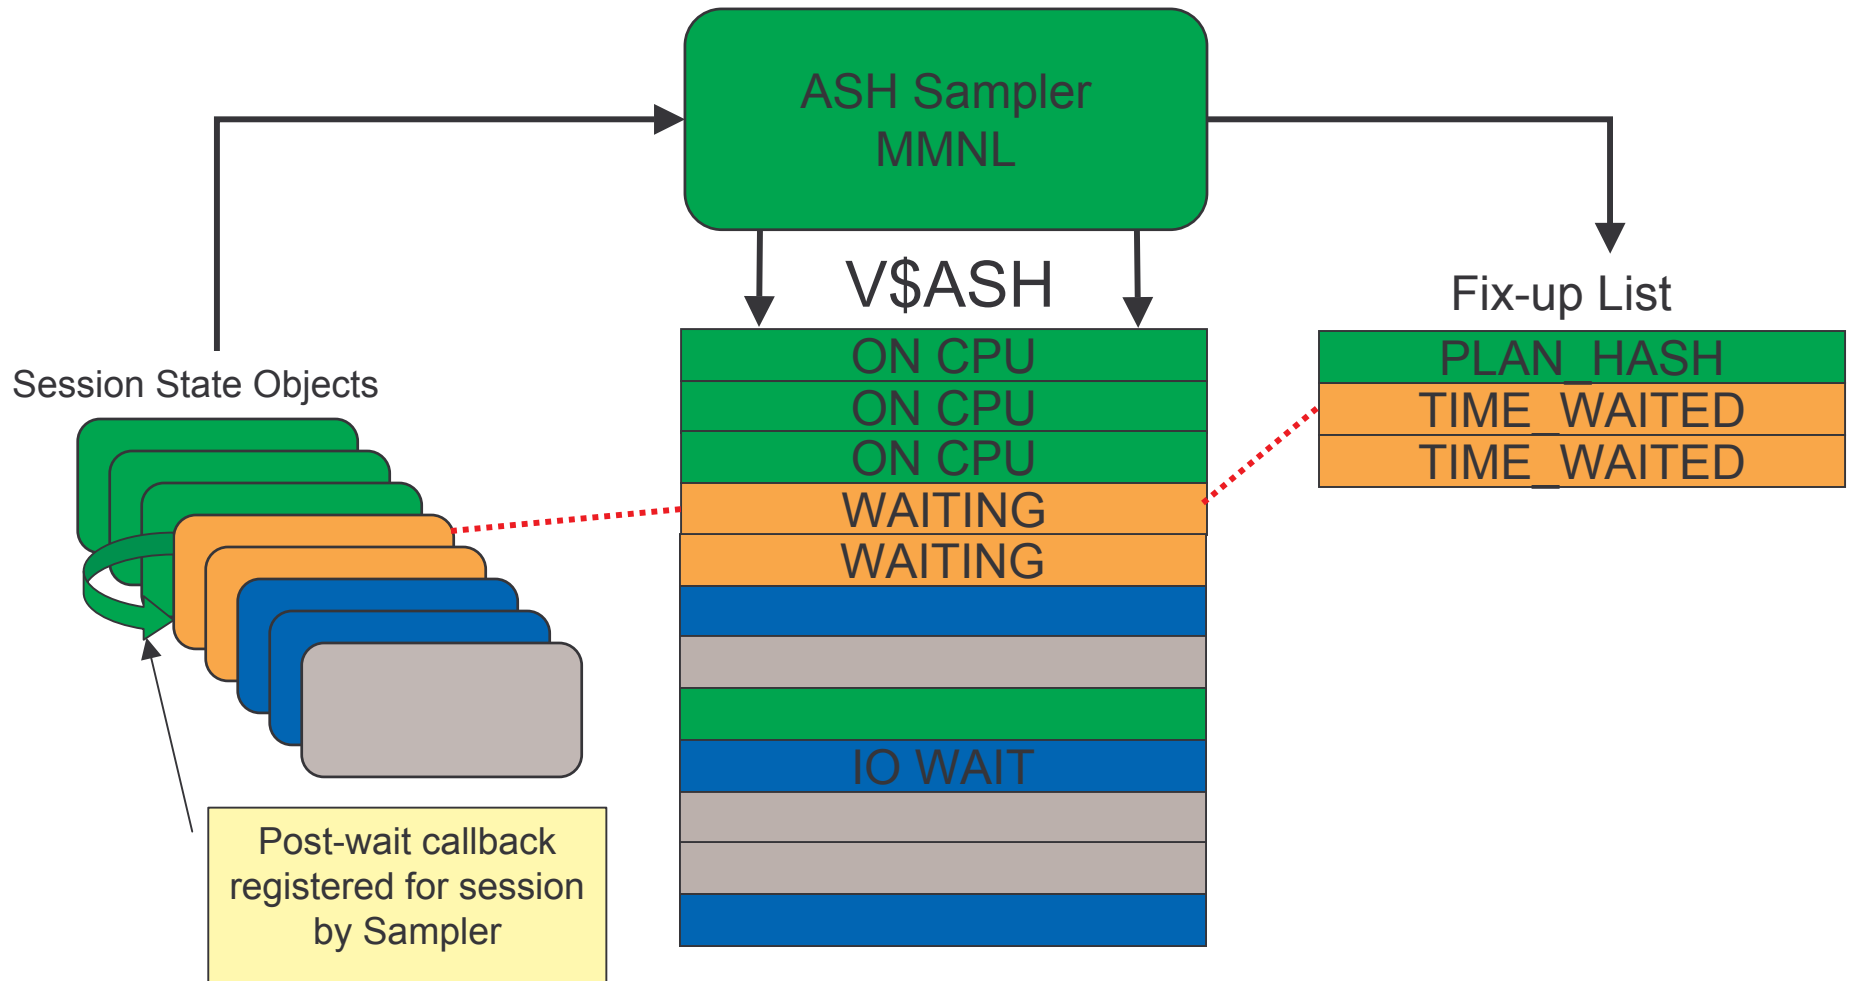 ASH Sampler
MMNL
V$ASH
Fix-up List
Session State Objects
ON CPU
ON CPU
ON CPU
WAITING
WAITING
IO WAIT
PLAN_HASH
TIME_WAITED
TIME_WAITED
Post-wait callback
registered for session
by Sampler